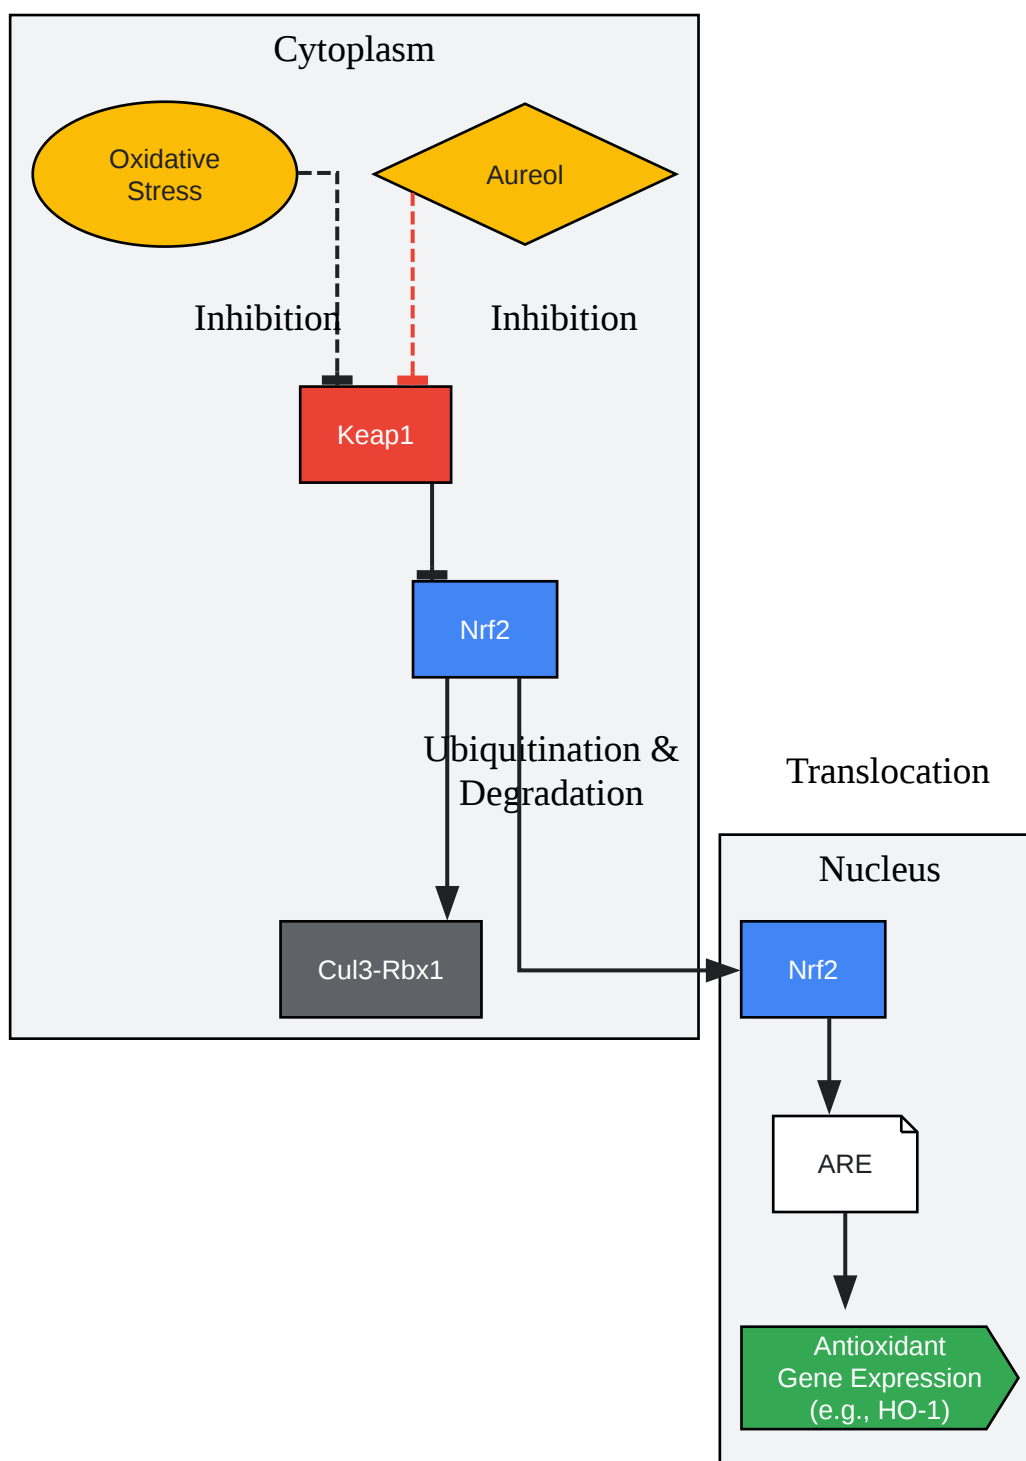 Cytoplasm
Oxidative
Stress
Aureol
Inhibition
Inhibition
Keap1
Nrf2
Ubiquitination &
Degradation
Translocation
Nucleus
Cul3-Rbx1
Nrf2
ARE
Antioxidant
Gene Expression
(e.g., HO-1)